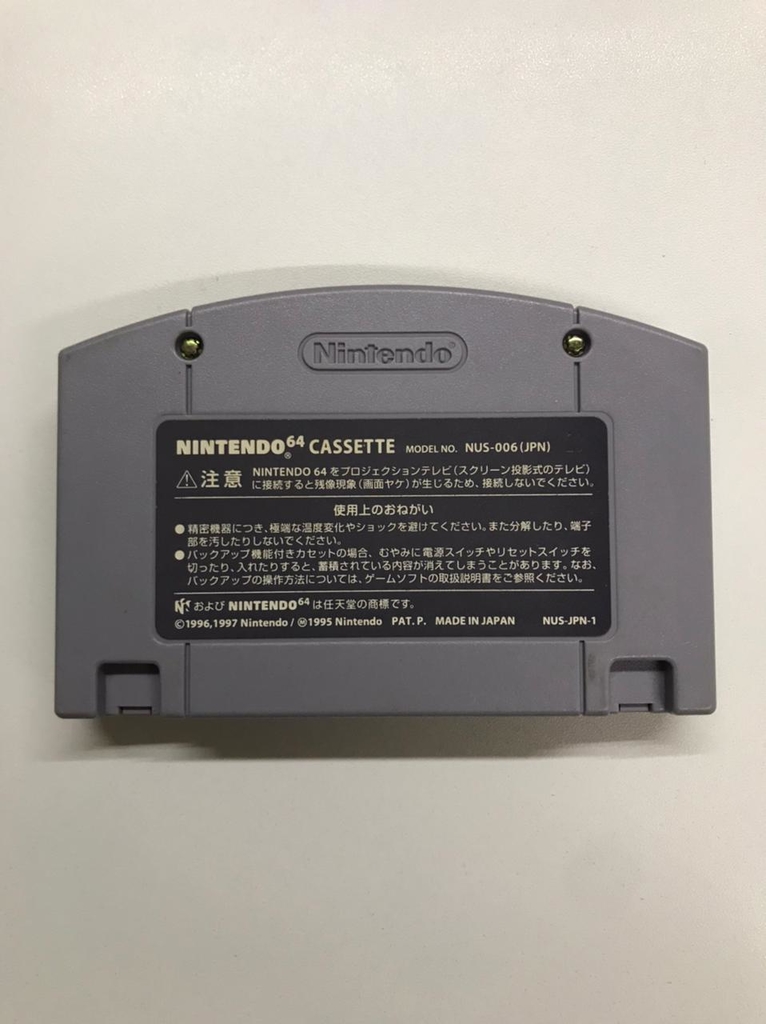 Nintendo
NINTENDO64 CASSETTE MODEL NO. NUS-006(JPN)
®
⚠注意 NINTENDO 64 をプロジェクションテレビ(スクリーン投影式のテレビ)
に接続すると残像現象(画面ヤケ)が生じるため、接続しないでください。
使用上のおねがい
●精密機器につき、極端な温度変化やショックを避けてください。また分解したり、端子
部を汚したりしないでください。
●バックアップ機能付きカセットの場合、むやみに電源スイッチやリセットスイッチを
切ったり、入れたりすると、蓄積されている内容が消えてしまうことがあります。なお、
バックアップの操作方法については、ゲームソフトの取扱説明書をご参照ください。
および NINTENDO64 は任天堂の商標です。
©1996,1997 Nintendo / Ⓜ1995 Nintendo PAT. P. MADE IN JAPAN NUS-JPN-1